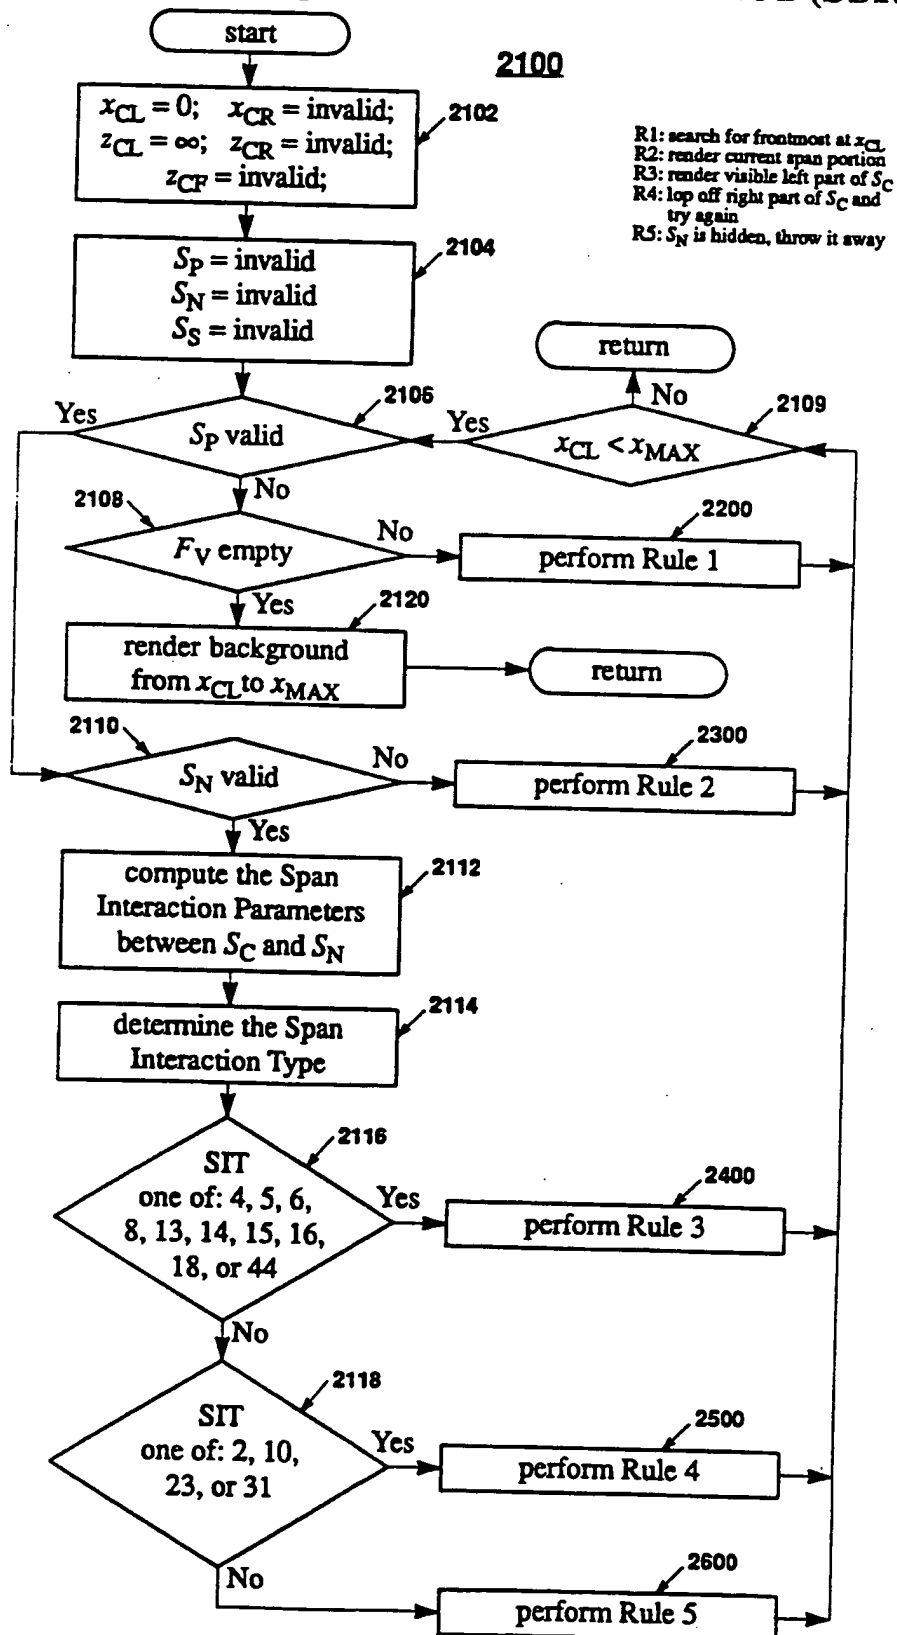 start
2100
x_CL = 0; x_CR = invalid;
z_CL = ∞; z_CR = invalid;
z_CF = invalid;
2102
R1: search for frontmost at x_CL
R2: render current span portion
R3: render visible left part of S_C
R4: lop off right part of S_C and
try again
R5: S_N is hidden, throw it away
S_P = invalid
S_N = invalid
S_S = invalid
2104
return
No
2106
Yes
S_P valid
Yes
x_CL < x_MAX
2109
No
2108
F_V empty
No
2200
perform Rule 1
Yes
2120
render background
from x_CL to x_MAX
return
2110
S_N valid
No
2300
perform Rule 2
Yes
compute the Span
Interaction Parameters
between S_C and S_N
2112
determine the Span
Interaction Type
2114
2116
SIT
one of: 4, 5, 6,
8, 13, 14, 15, 16,
18, or 44
Yes
2400
perform Rule 3
No
2118
SIT
one of: 2, 10,
23, or 31
Yes
2500
perform Rule 4
No
2600
perform Rule 5